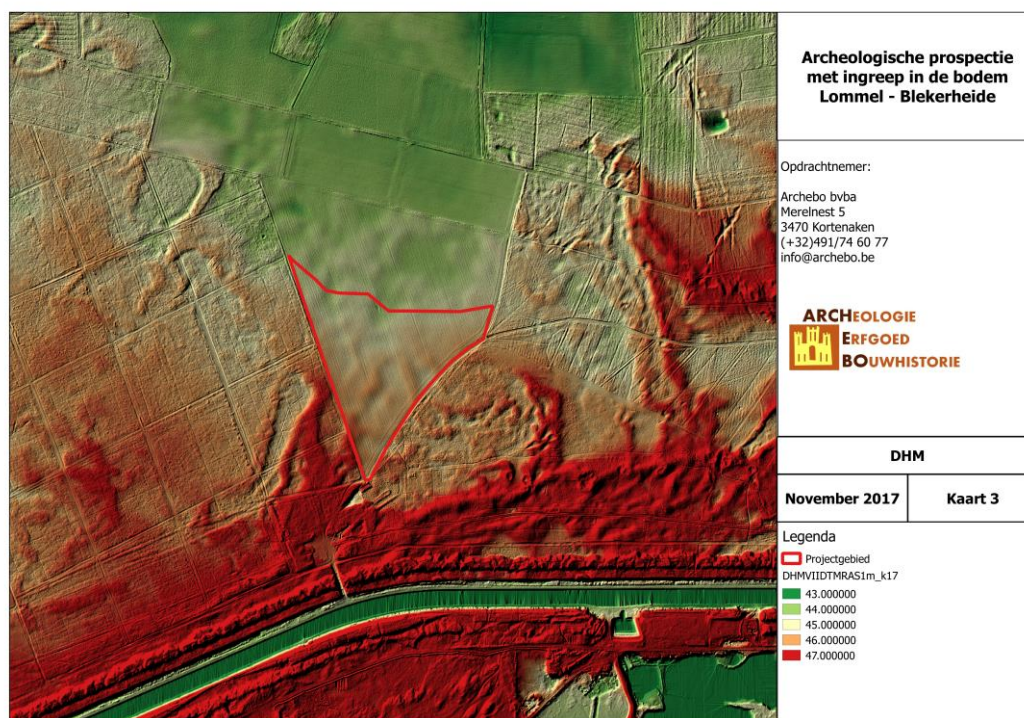 Archeologische prospectie
met ingreep in de bodem
Lommel - Blekerheide
Opdrachtnemer:
Archebo bvba
Merelnest 5
3470 Kortenaken
(+32)491/74 60 77
info@archebo.be
ARCHEOLOGIE
ERFGOED
BOUWHISTORIE
DHM
November 2017
Kaart 3
Legenda
Projectgebied
DHMVIIDTMRAS1m_k17
43.000000
44.000000
45.000000
46.000000
47.000000